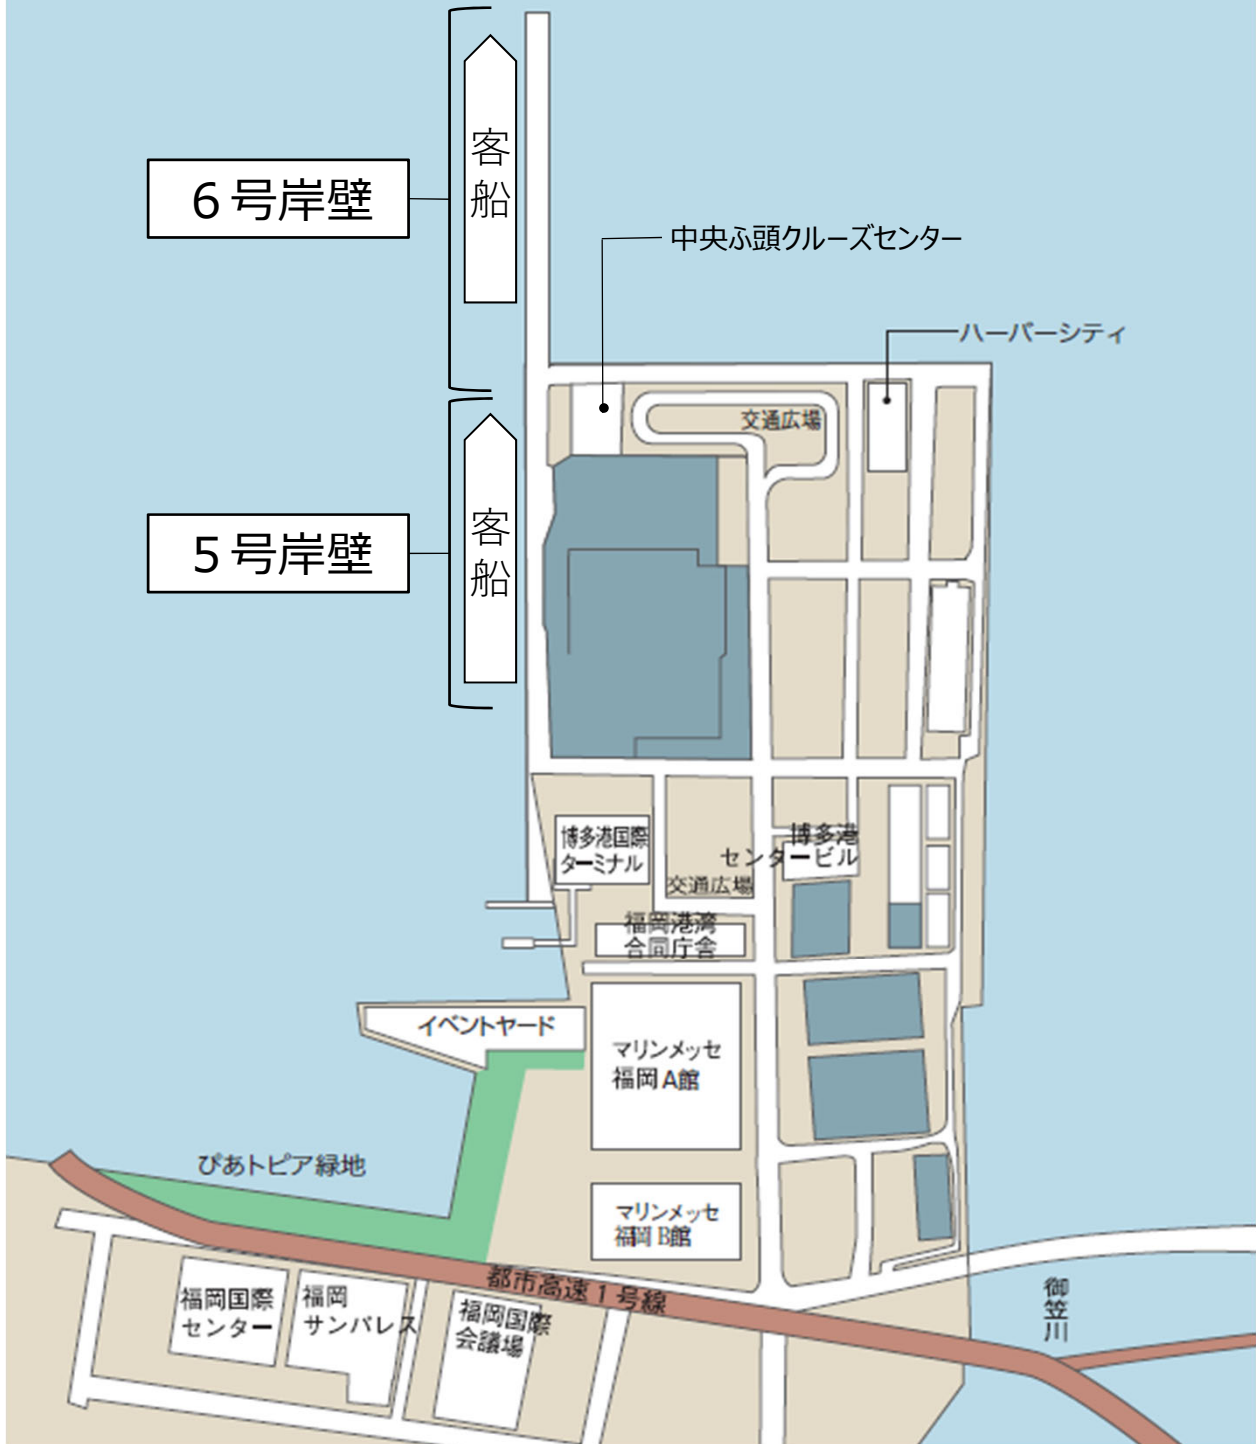 客
船
６号岸壁
中央ふ頭クルーズセンター
ハーバーシティ
交通広場
客
船
５号岸壁
博多港国際
ターミナル
博多港
センタービル
交通広場
福岡港湾
合同庁舎
イベントヤード
マリンメッセ
福岡A館
ぴあトピア緑地
マリンメッセ
福岡B館
都市高速１号線
御
笠
川
福岡国際
センター
福岡
サンパレス
福岡国際
会議場